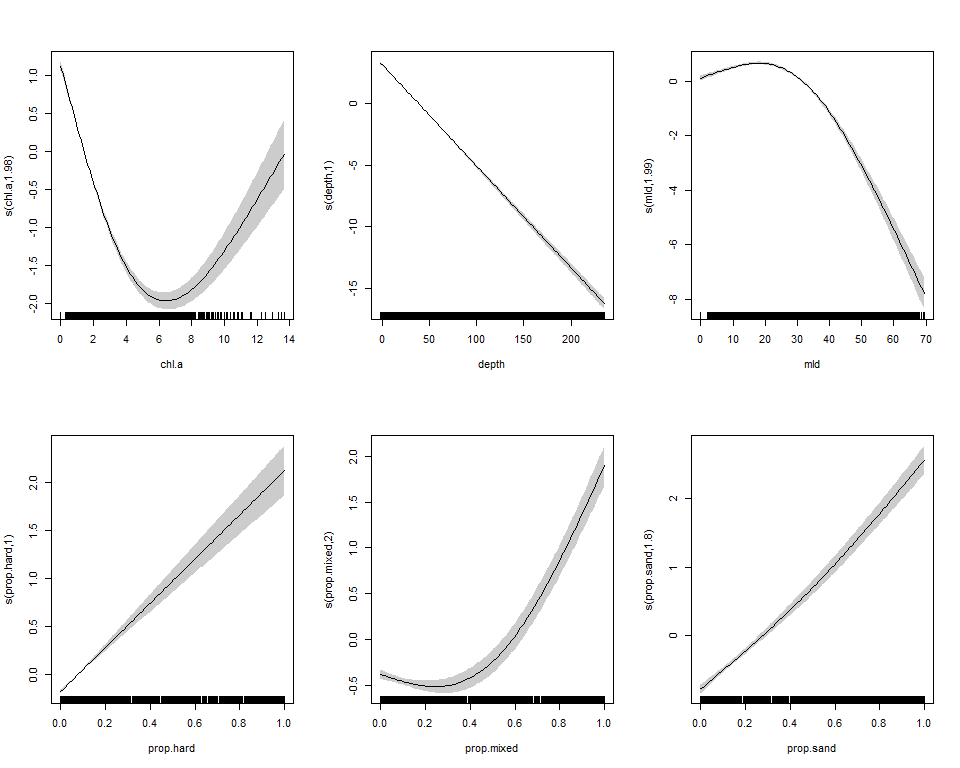 s(chl.a,1.98)
1.0
0.5
0.0
-0.5
-1.0
-1.5
-2.0
0 2 4 6 8 10 12 14
chl.a
s(depth,1)
0
-5
-10
-15
0 50 100 150 200
depth
s(mld,1.99)
0
-2
-4
-6
-8
0 10 20 30 40 50 60 70
mld
s(prop.hard,1)
2.0
1.5
1.0
0.5
0.0
0.0 0.2 0.4 0.6 0.8 1.0
prop.hard
s(prop.mixed,2)
2.0
1.5
1.0
0.5
0.0
-0.5
0.0 0.2 0.4 0.6 0.8 1.0
prop.mixed
s(prop.sand,1.8)
2
1
0
0.0 0.2 0.4 0.6 0.8 1.0
prop.sand